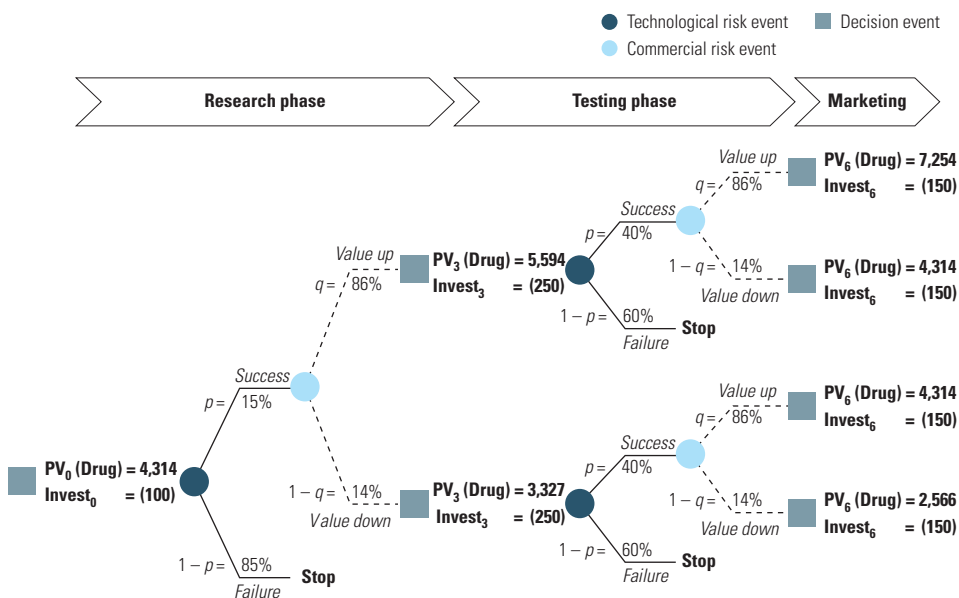 Technological risk event
Decision event
Commercial risk event
Research phase
Testing phase
Marketing
Value up
q = 86%
PV₆ (Drug) = 7,254
Invest₆ = (150)
Success
p = 40%
Value up
q = 86%
PV₃ (Drug) = 5,594
Invest₃ = (250)
1 – q = 14%
Value down
PV₆ (Drug) = 4,314
Invest₆ = (150)
1 – p = 60%
Failure
Stop
Success
p = 15%
Value up
q = 86%
PV₆ (Drug) = 4,314
Invest₆ = (150)
Success
p = 40%
PV₀ (Drug) = 4,314
Invest₀ = (100)
1 – q = 14%
Value down
PV₃ (Drug) = 3,327
Invest₃ = (250)
1 – q = 14%
Value down
PV₆ (Drug) = 2,566
Invest₆ = (150)
1 – p = 60%
Failure
Stop
1 – p = 85%
Failure
Stop